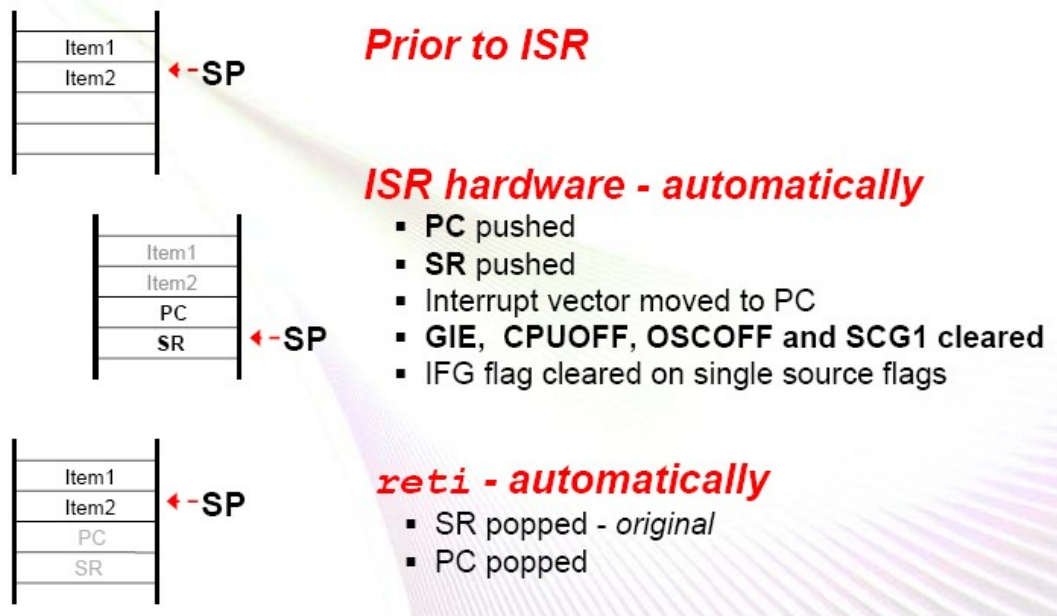 Prior to ISR
Item1
Item2
SP
ISR hardware - automatically
▪ PC pushed
▪ SR pushed
▪ Interrupt vector moved to PC
▪ GIE, CPUOFF, OSCOFF and SCG1 cleared
▪ IFG flag cleared on single source flags
Item1
Item2
PC
SR
SP
reti - automatically
▪ SR popped - original
▪ PC popped
Item1
Item2
SP
PC
SR